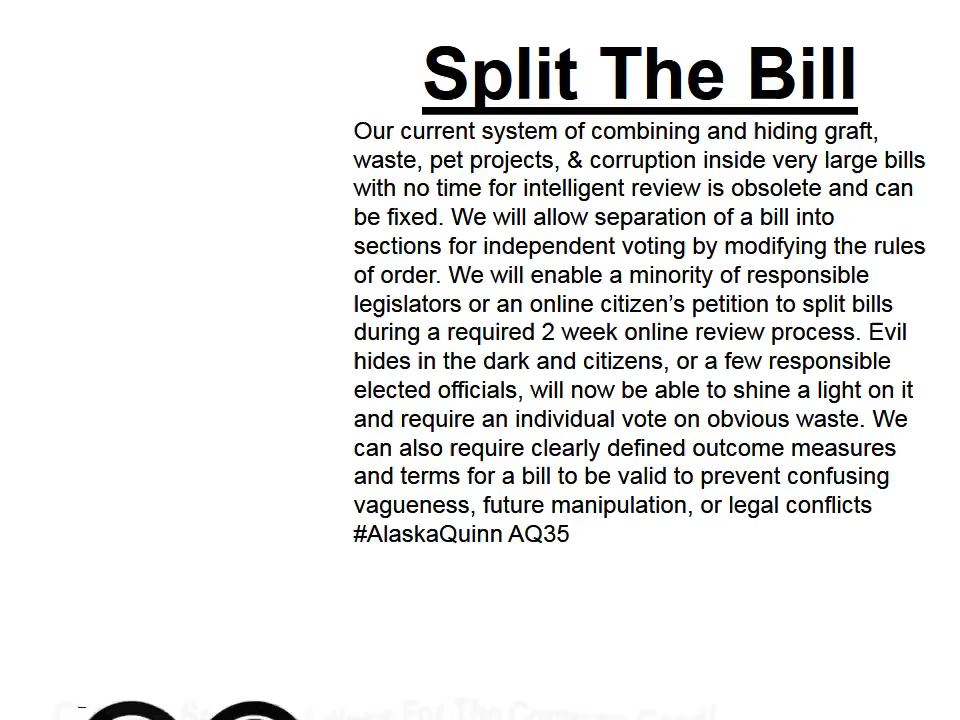 Split The Bill
Our current system of combining and hiding graft,
waste, pet projects, & corruption inside very large bills
with no time for intelligent review is obsolete and can
be fixed. We will allow separation of a bill into
sections for independent voting by modifying the rules
of order. We will enable a minority of responsible
legislators or an online citizen’s petition to split bills
during a required 2 week online review process. Evil
hides in the dark and citizens, or a few responsible
elected officials, will now be able to shine a light on it
and require an individual vote on obvious waste. We
can also require clearly defined outcome measures
and terms for a bill to be valid to prevent confusing
vagueness, future manipulation, or legal conflicts
#AlaskaQuinn AQ35
For The Common Good!